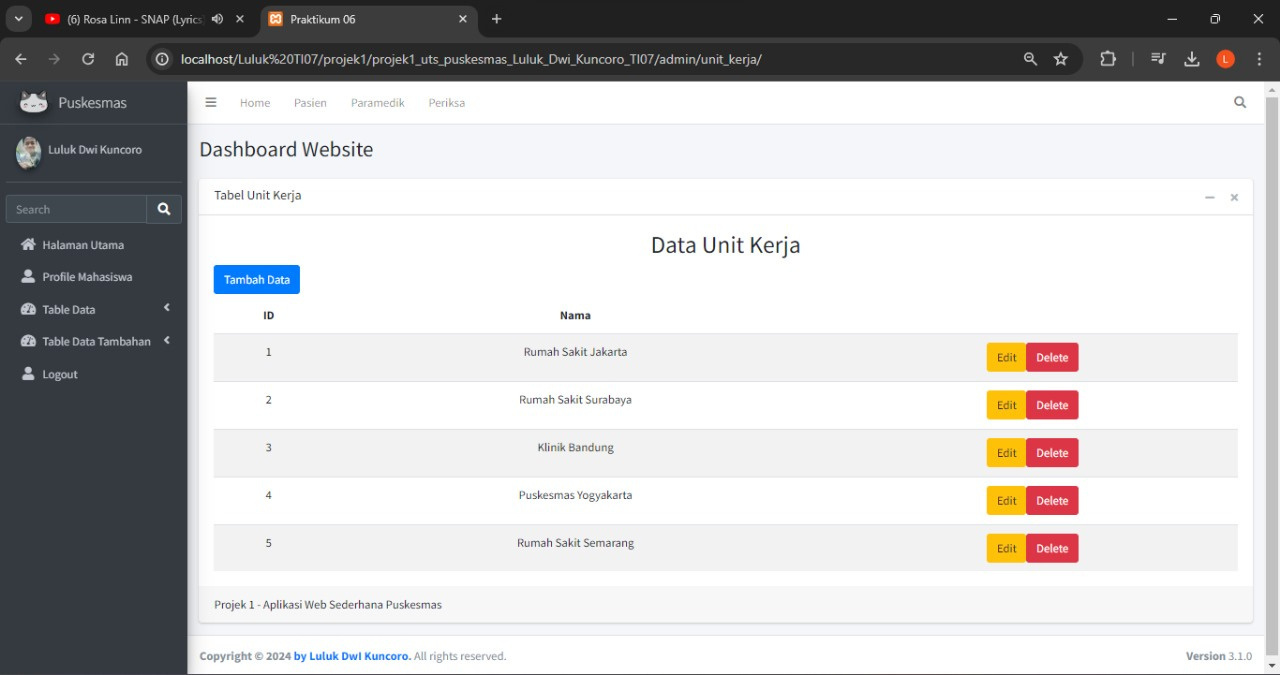 (6) Rosa Linn - SNAP (Lyrics
Praktikum 06
localhost/Luluk%20TI07/projek1/projek1_uts_puskesmas_Luluk_Dwi_Kuncoro_TI07/admin/unit_kerja/
L
Puskesmas
Home Pasien Paramedik Periksa
Luluk Dwi Kuncoro
Search
Halaman Utama
Profile Mahasiswa
Table Data
Table Data Tambahan
Logout
Dashboard Website
Tabel Unit Kerja
Data Unit Kerja
Tambah Data
ID Nama
1 Rumah Sakit Jakarta Edit Delete
2 Rumah Sakit Surabaya Edit Delete
3 Klinik Bandung Edit Delete
4 Puskesmas Yogyakarta Edit Delete
5 Rumah Sakit Semarang Edit Delete
Projek 1 - Aplikasi Web Sederhana Puskesmas
Copyright © 2024 by Luluk DwI Kuncoro. All rights reserved. Version 3.1.0